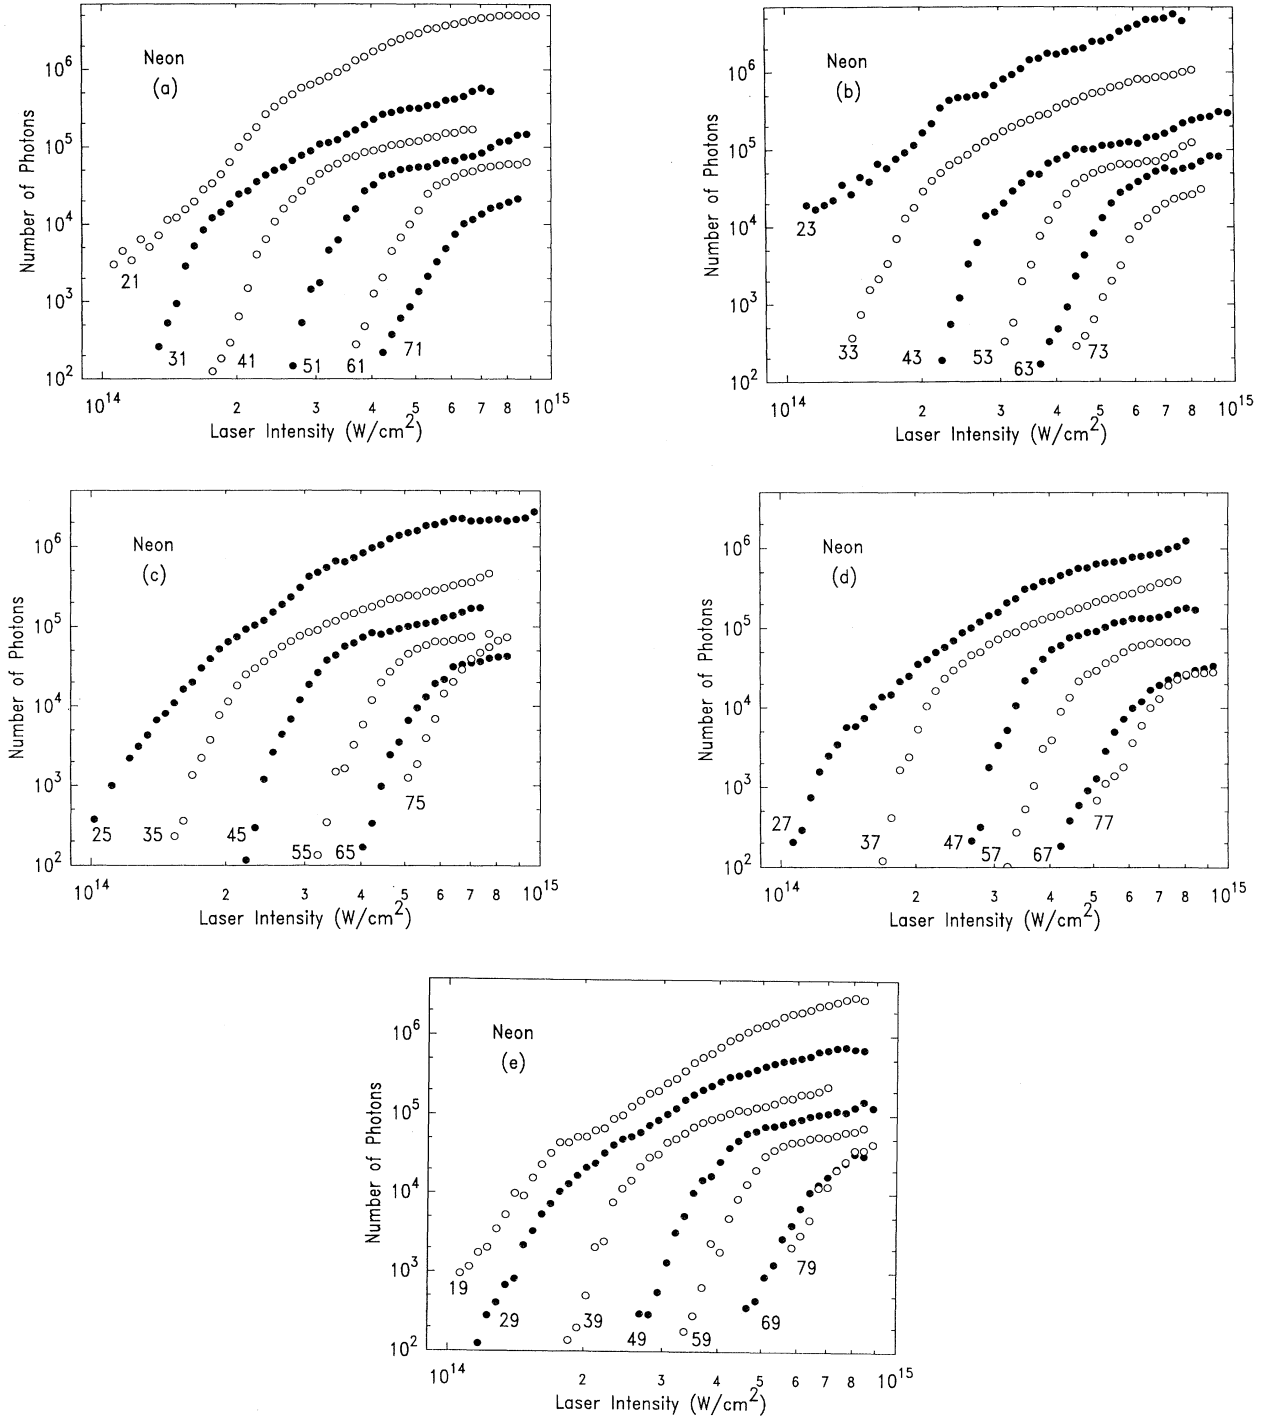 Neon
(a)
Number of Photons
10^6
10^5
10^4
10^3
10^2
21
31
41
51
61
71
10^14 2 3 4 5 6 7 8 10^15
Laser Intensity (W/cm^2)
Neon
(b)
Number of Photons
10^6
10^5
10^4
10^3
10^2
23
33
43
53
63
73
10^14 2 3 4 5 6 7 8 10^15
Laser Intensity (W/cm^2)
Neon
(c)
Number of Photons
10^6
10^5
10^4
10^3
10^2
25
35
45
55
65
75
10^14 2 3 4 5 6 7 8 10^15
Laser Intensity (W/cm^2)
Neon
(d)
Number of Photons
10^6
10^5
10^4
10^3
10^2
27
37
47
57
67
77
10^14 2 3 4 5 6 7 8 10^15
Laser Intensity (W/cm^2)
Neon
(e)
Number of Photons
10^6
10^5
10^4
10^3
10^2
19
29
39
49
59
69
79
10^14 2 3 4 5 6 7 8 10^15
Laser Intensity (W/cm^2)